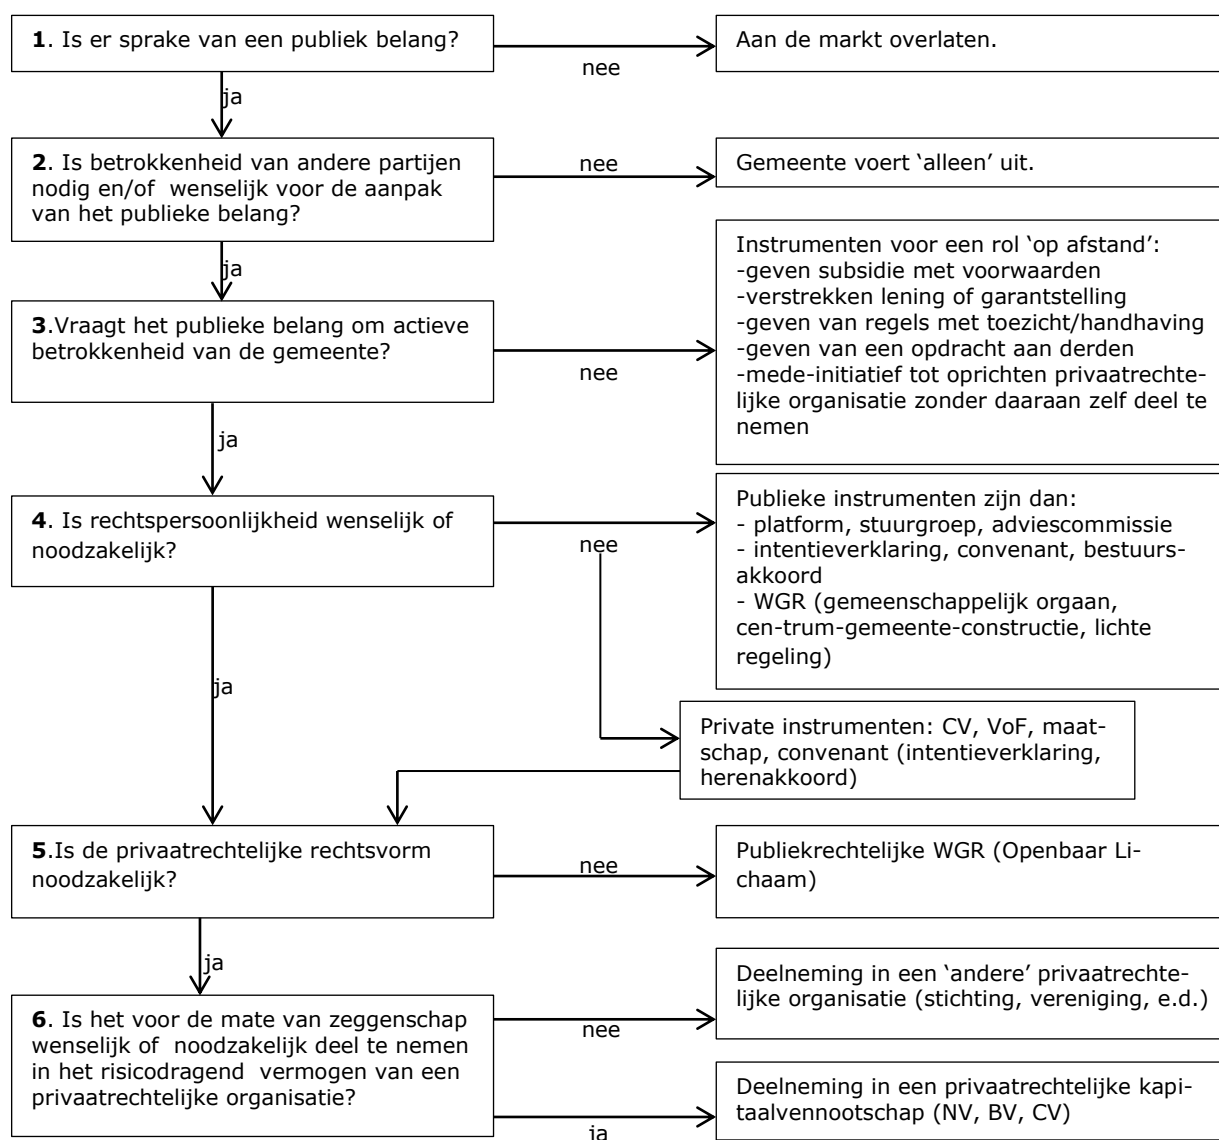 1. Is er sprake van een publiek belang?
nee
Aan de markt overlaten.
ja
2. Is betrokkenheid van andere partijen
nodig en/of  wenselijk voor de aanpak
van het publieke belang?
nee
Gemeente voert ‘alleen’ uit.
ja
3.Vraagt het publieke belang om actieve
betrokkenheid van de gemeente?
nee
Instrumenten voor een rol ‘op afstand’:
-geven subsidie met voorwaarden
-verstrekken lening of garantstelling
-geven van regels met toezicht/handhaving
-geven van een opdracht aan derden
-mede-initiatief tot oprichten privaatrechte-
lijke organisatie zonder daaraan zelf deel te
nemen
ja
4. Is rechtspersoonlijkheid wenselijk of
noodzakelijk?
nee
Publieke instrumenten zijn dan:
- platform, stuurgroep, adviescommissie
- intentieverklaring, convenant, bestuurs-
akkoord
- WGR (gemeenschappelijk orgaan,
cen-trum-gemeente-constructie, lichte
regeling)
ja
Private instrumenten: CV, VoF, maat-
schap, convenant (intentieverklaring,
herenakkoord)
5.Is de privaatrechtelijke rechtsvorm
noodzakelijk?
nee
Publiekrechtelijke WGR (Openbaar Li-
chaam)
ja
6. Is het voor de mate van zeggenschap
wenselijk of  noodzakelijk deel te nemen
in het risicodragend  vermogen van een
privaatrechtelijke organisatie?
nee
Deelneming in een ‘andere’ privaatrechte-
lijke organisatie (stichting, vereniging, e.d.)
ja
Deelneming in een privaatrechtelijke kapi-
taalvennootschap (NV, BV, CV)